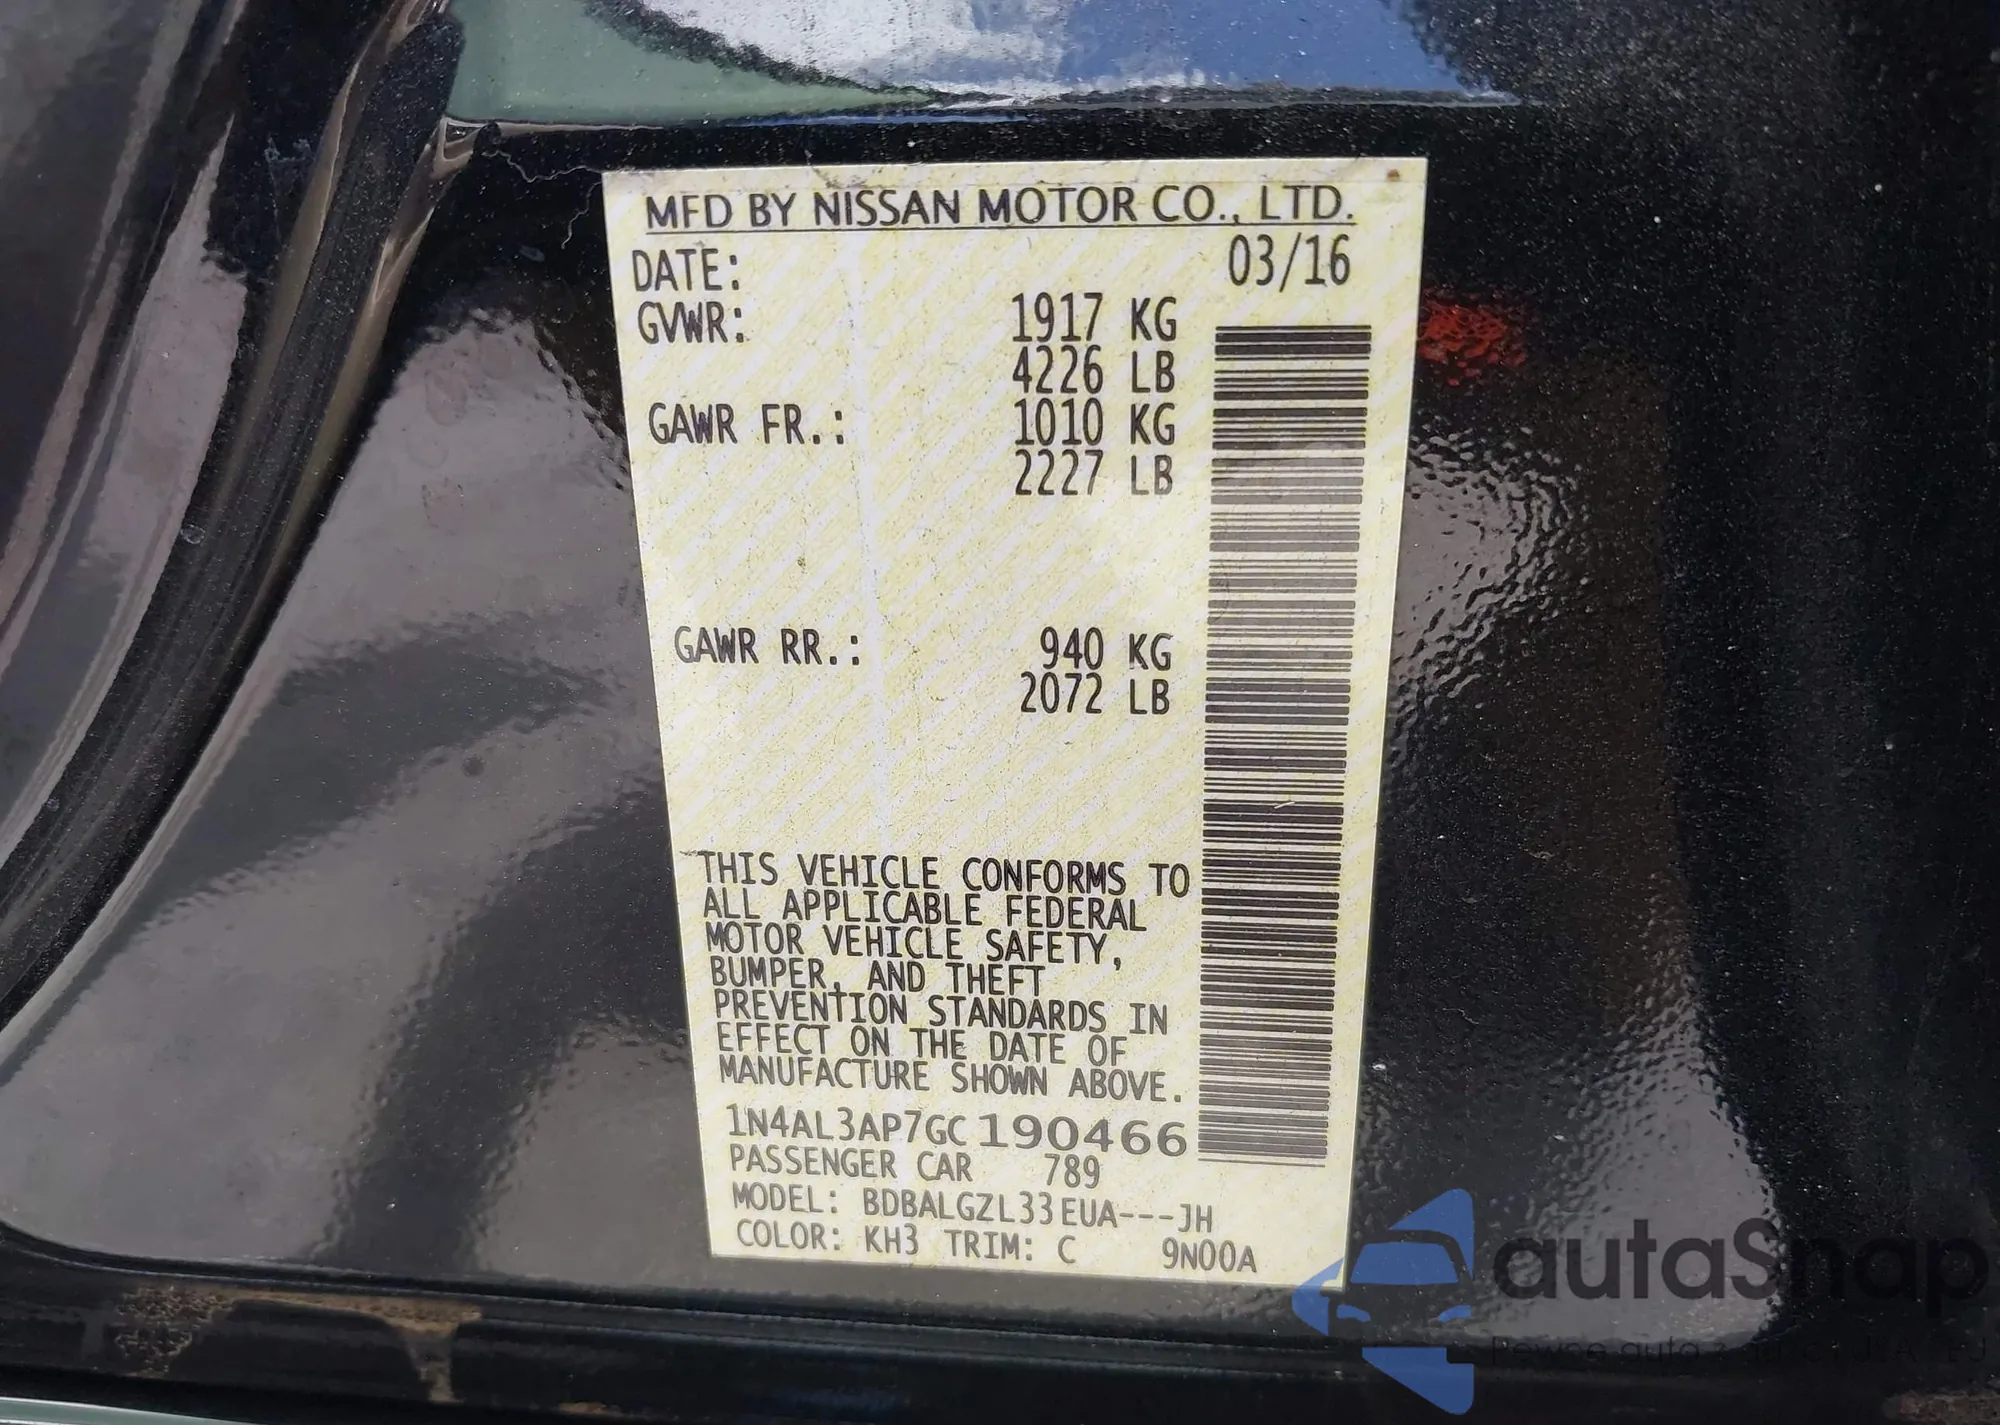 MFD BY NISSAN MOTOR CO., LTD.
DATE: 03/16
GVWR: 1917 KG
4226 LB
GAWR FR.: 1010 KG
2227 LB
GAWR RR.: 940 KG
2072 LB
THIS VEHICLE CONFORMS TO
ALL APPLICABLE FEDERAL
MOTOR VEHICLE SAFETY,
BUMPER, AND THEFT
PREVENTION STANDARDS IN
EFFECT ON THE DATE OF
MANUFACTURE SHOWN ABOVE.
1N4AL3AP7GC190466
PASSENGER CAR 789
MODEL: BDBALGZL33EUA---JH
COLOR: KH3 TRIM: C 9N00A
autaSnap
Pewne auta z